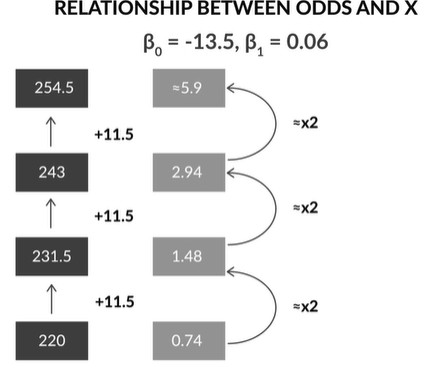 RELATIONSHIP BETWEEN ODDS AND X
β₀ = -13.5, β₁ = 0.06
254.5 ≈5.9
+11.5 ≈x2
243 2.94
+11.5 ≈x2
231.5 1.48
+11.5 ≈x2
220 0.74